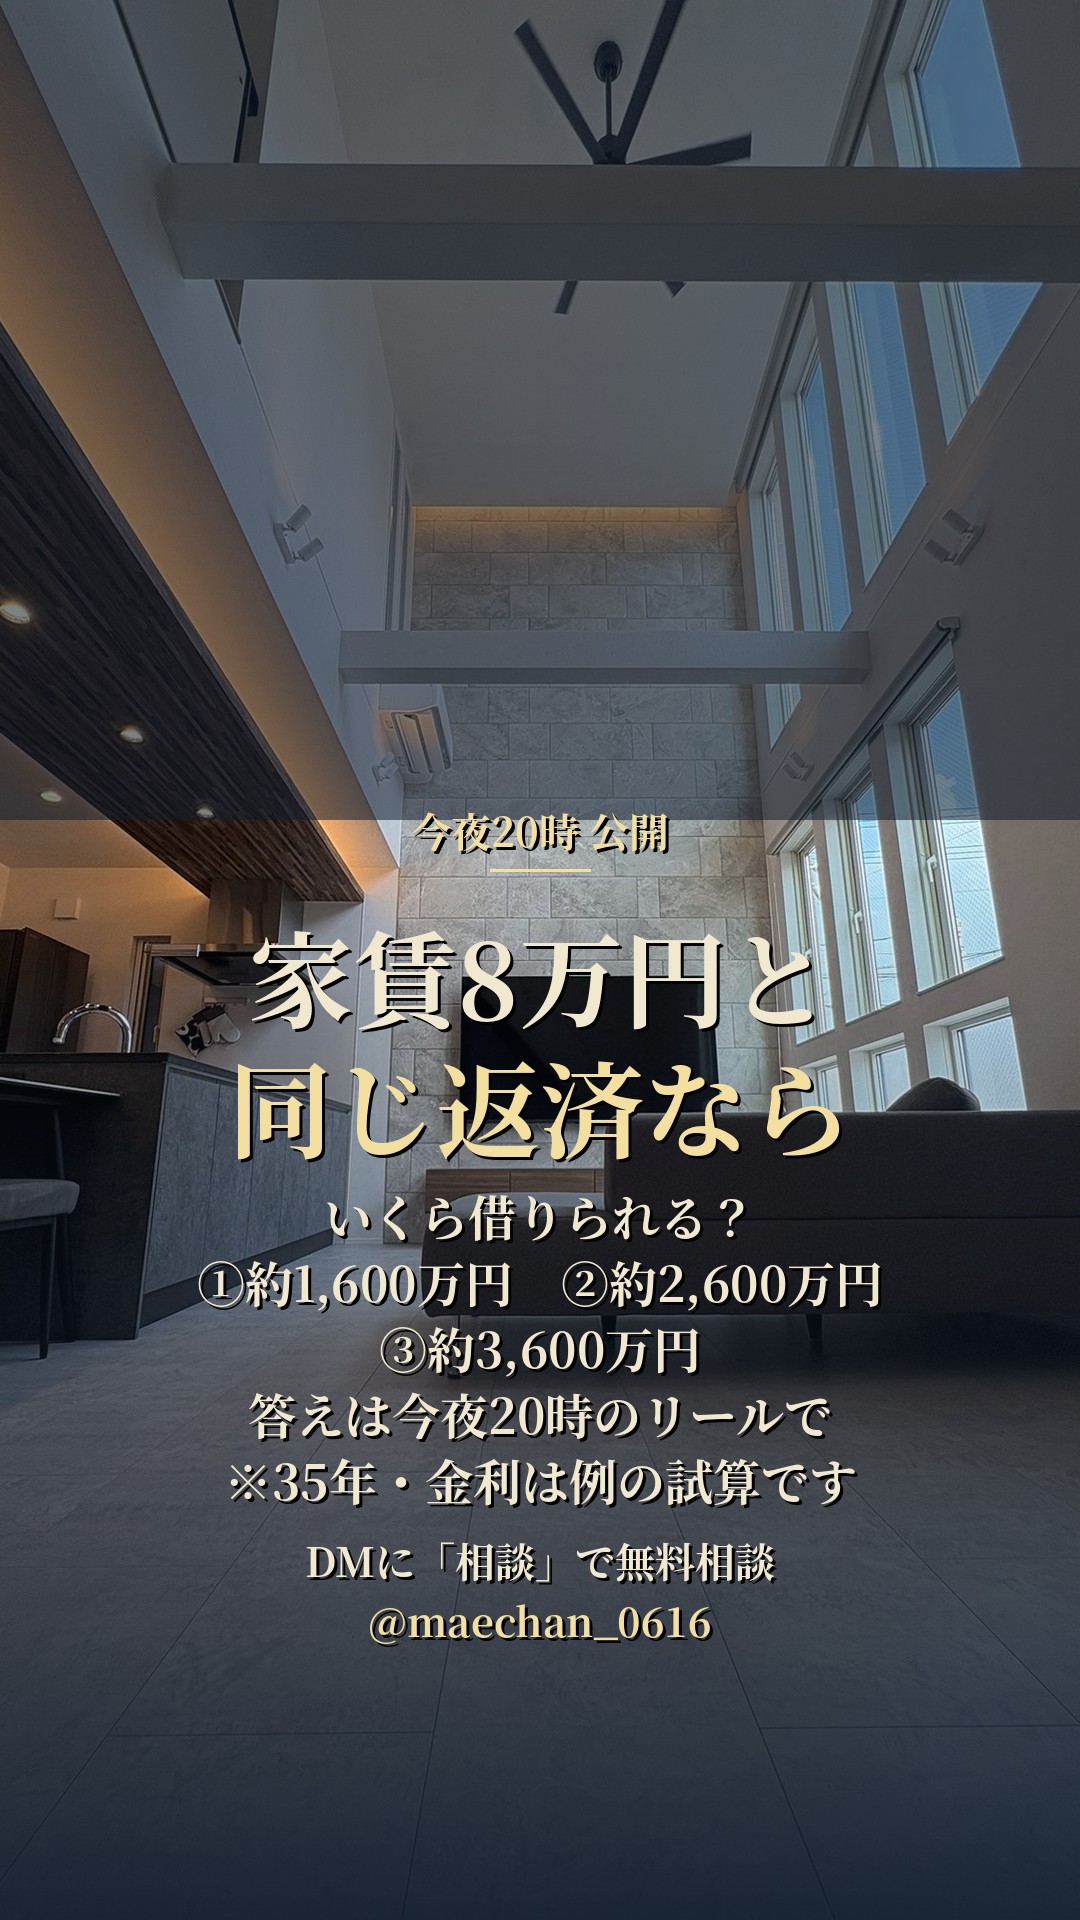 今夜20時 公開
家賃8万円と
同じ返済なら
いくら借りられる？
①約1,600万円　②約2,600万円
③約3,600万円
答えは今夜20時のリールで
※35年・金利は例の試算です
DMに「相談」で無料相談
@maechan_0616